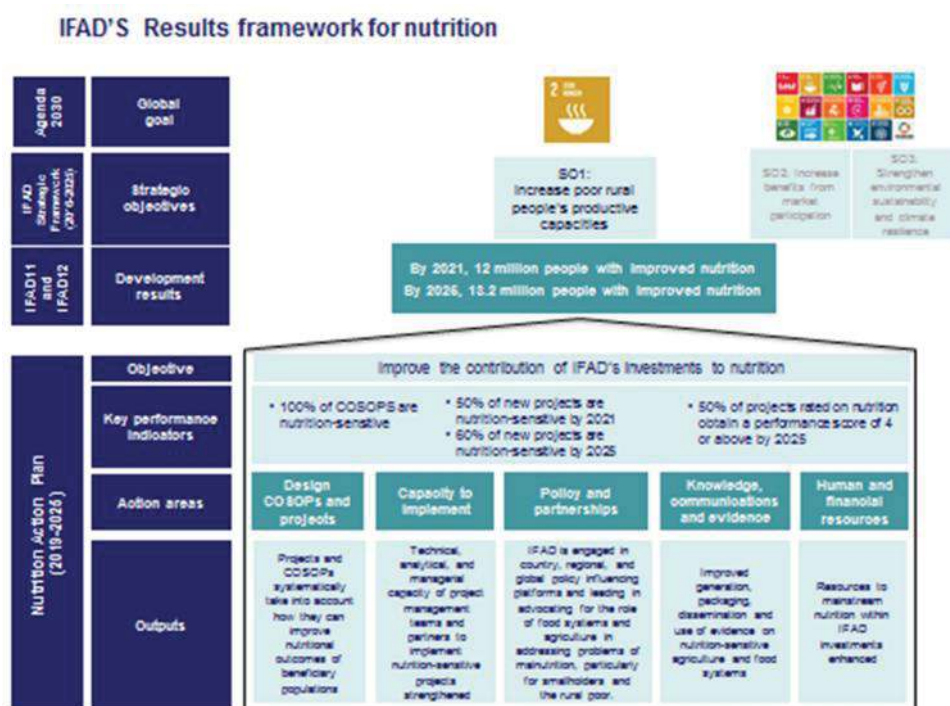 IFAD'S Results framework for nutrition
Agenda
2030
Global
goal
2
IFAD
Strategic
Framework
(2016-2025)
Strategic
objectives
SO1:
Increase poor rural
people's productive
capacities
SO2: Increase
benefits from
market
participation
SO3:
Strengthen
environmental
sustainability
and climate
resilience
IFAD11
and
IFAD12
Development
results
By 2021, 12 million people with improved nutrition
By 2025, 13.2 million people with improved nutrition
Nutrition Action Plan
(2019-2025)
Objective
Improve the contribution of IFAD's investments to nutrition
Key performance
indicators
• 100% of COSOPS are
nutrition-sensitive
• 50% of new projects are
nutrition-sensitive by 2021
• 60% of new projects are
nutrition-sensitive by 2025
• 50% of projects rated on nutrition
obtain a performance score of 4
or above by 2025
Action areas
Design
COSOPs and
projects
Capacity to
implement
Policy and
partnerships
Knowledge,
communications
and evidence
Human and
financial
resources
Outputs
Projects and
COSOPs
systematically
take into account
how they can
improve
nutritional
outcomes of
beneficiary
populations
Technical,
analytical, and
managerial
capacity of project
management
teams and
partners to
implement
nutrition-sensitive
projects
strengthened
IFAD is engaged in
country, regional, and
global policy influencing
platforms and leading in
advocating for the role
of food systems and
agriculture in
addressing problems of
malnutrition, particularly
for smallholders and
the rural poor.
Improved
generation,
packaging,
dissemination and
use of evidence on
nutrition-sensitive
agriculture and food
systems
Resources to
mainstream
nutrition within
IFAD
investments
enhanced